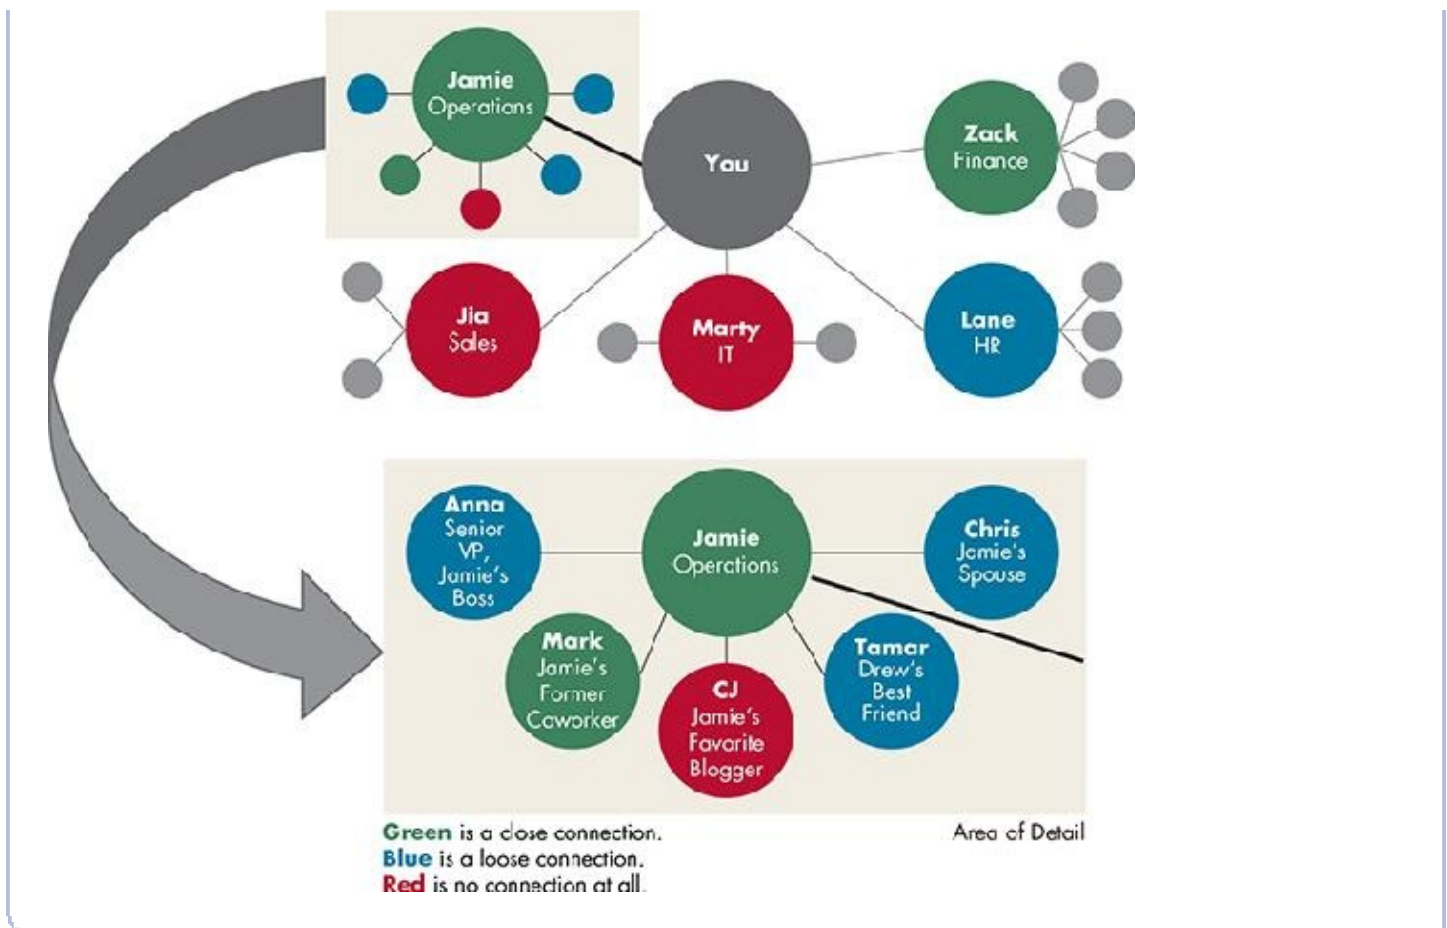 Jamie
Operations
You
Zack
Finance
Jia
Sales
Marty
IT
Lane
HR
Anna
Senior
VP,
Jamie's
Boss
Jamie
Operations
Chris
Jamie's
Spouse
Mark
Jamie's
Former
Coworker
CJ
Jamie's
Favorite
Blogger
Tamar
Drew's
Best
Friend
Green is a close connection.
Blue is a loose connection.
Red is no connection at all.
Area of Detail